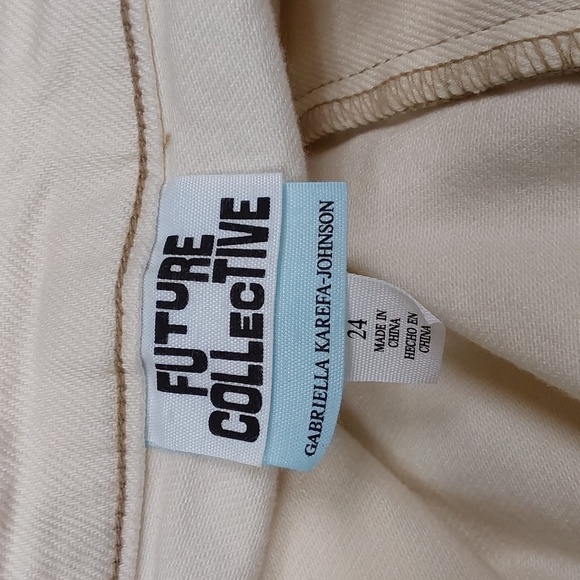 FUTURE
COLLECTIVE
GABRIELLA KAREFA-JOHNSON
24
MADE IN
CHINA
HECHO EN
CHINA